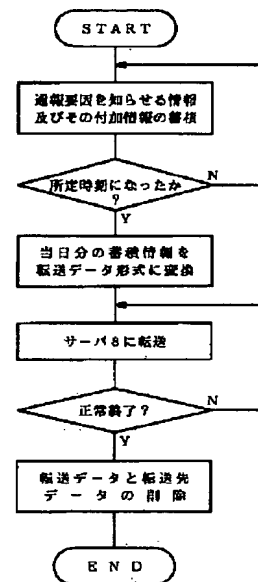 START
通報要因を知らせる情報
及びその付加情報の蓄積
所定時刻になったか
?
N
Y
当日分の蓄積情報を
転送データ形式に変換
サーバ8に転送
正常終了?
N
Y
転送データと転送先
データの削除
END